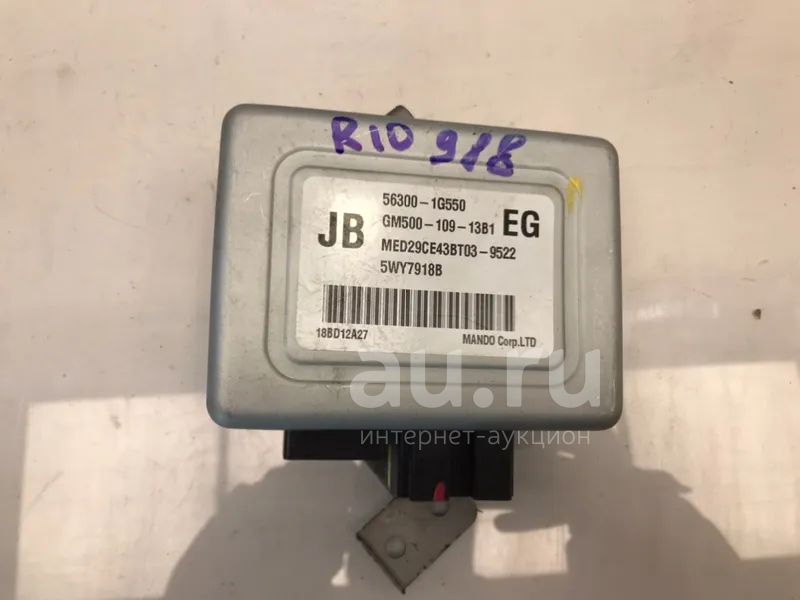 RIO 918
56300-1G550
JB GM500-109-13B1 EG
MED29CE43BT03-9522
5WY7918B
18BD12A27 MANDO Corp.LTD
au.ru
интернет-аукцион